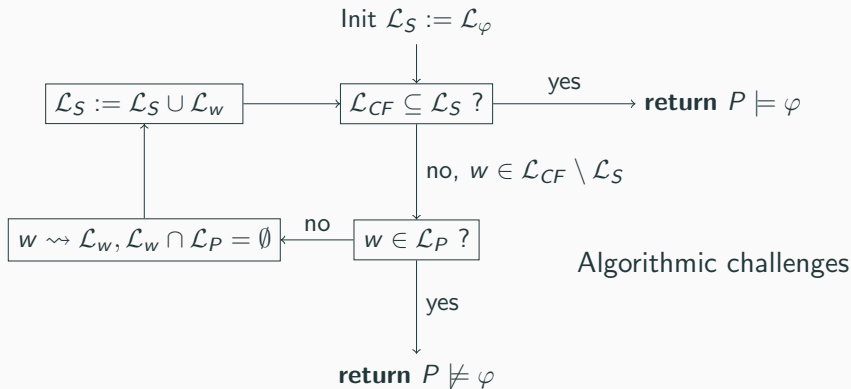 Init 𝓛_S := 𝓛_φ
𝓛_S := 𝓛_S ∪ 𝓛_w
𝓛_CF ⊆ 𝓛_S ?
yes
return P ⊨ φ
no, w ∈ 𝓛_CF \ 𝓛_S
w ⇝ 𝓛_w, 𝓛_w ∩ 𝓛_P = ∅
no
w ∈ 𝓛_P ?
Algorithmic challenges
yes
return P ⊭ φ